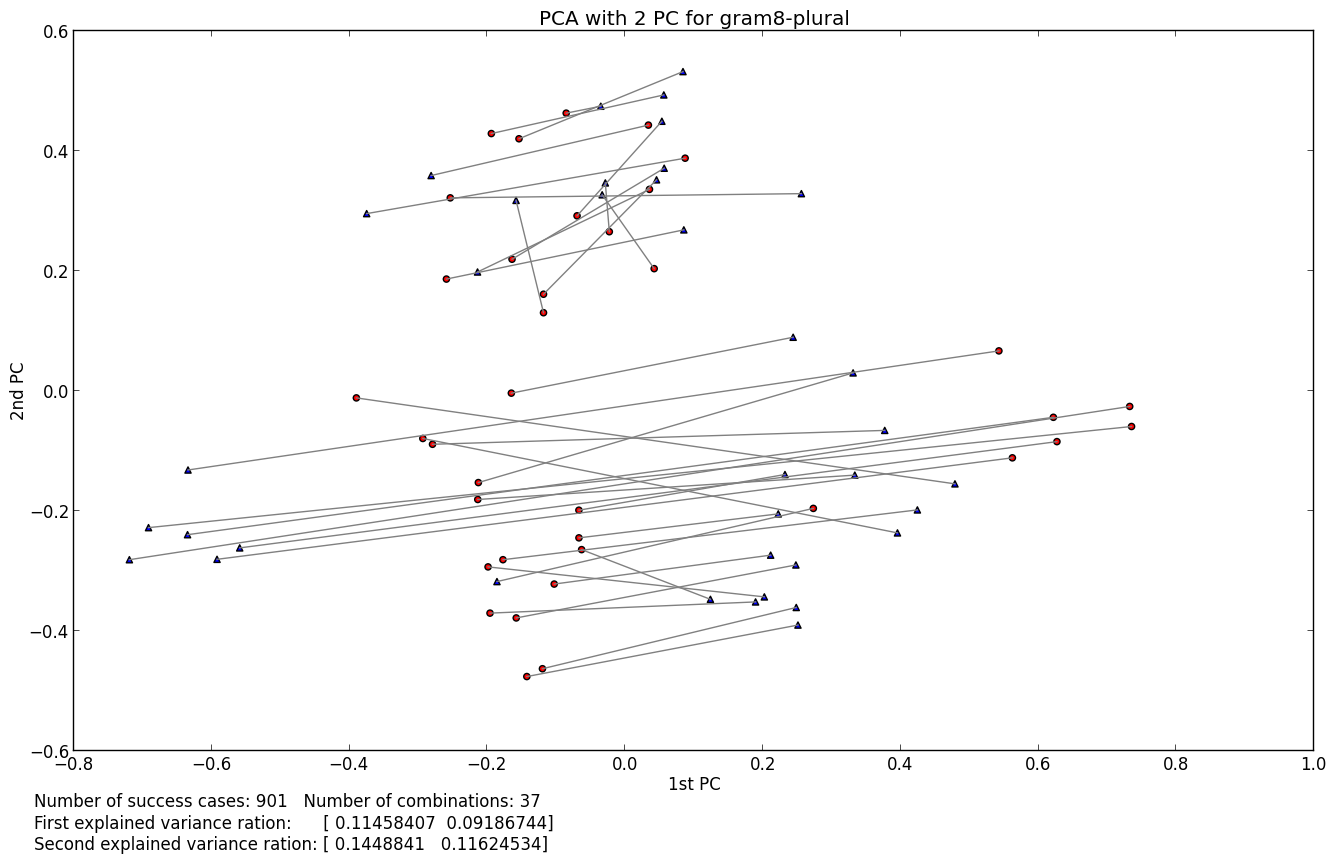 PCA with 2 PC for gram8-plural
0.6
0.4
0.2
0.0
−0.2
−0.4
−0.6
2nd PC
−0.8 −0.6 −0.4 −0.2 0.0 0.2 0.4 0.6 0.8 1.0
1st PC
Number of success cases: 901 Number of combinations: 37
First explained variance ration: [ 0.11458407 0.09186744]
Second explained variance ration: [ 0.1448841 0.11624534]